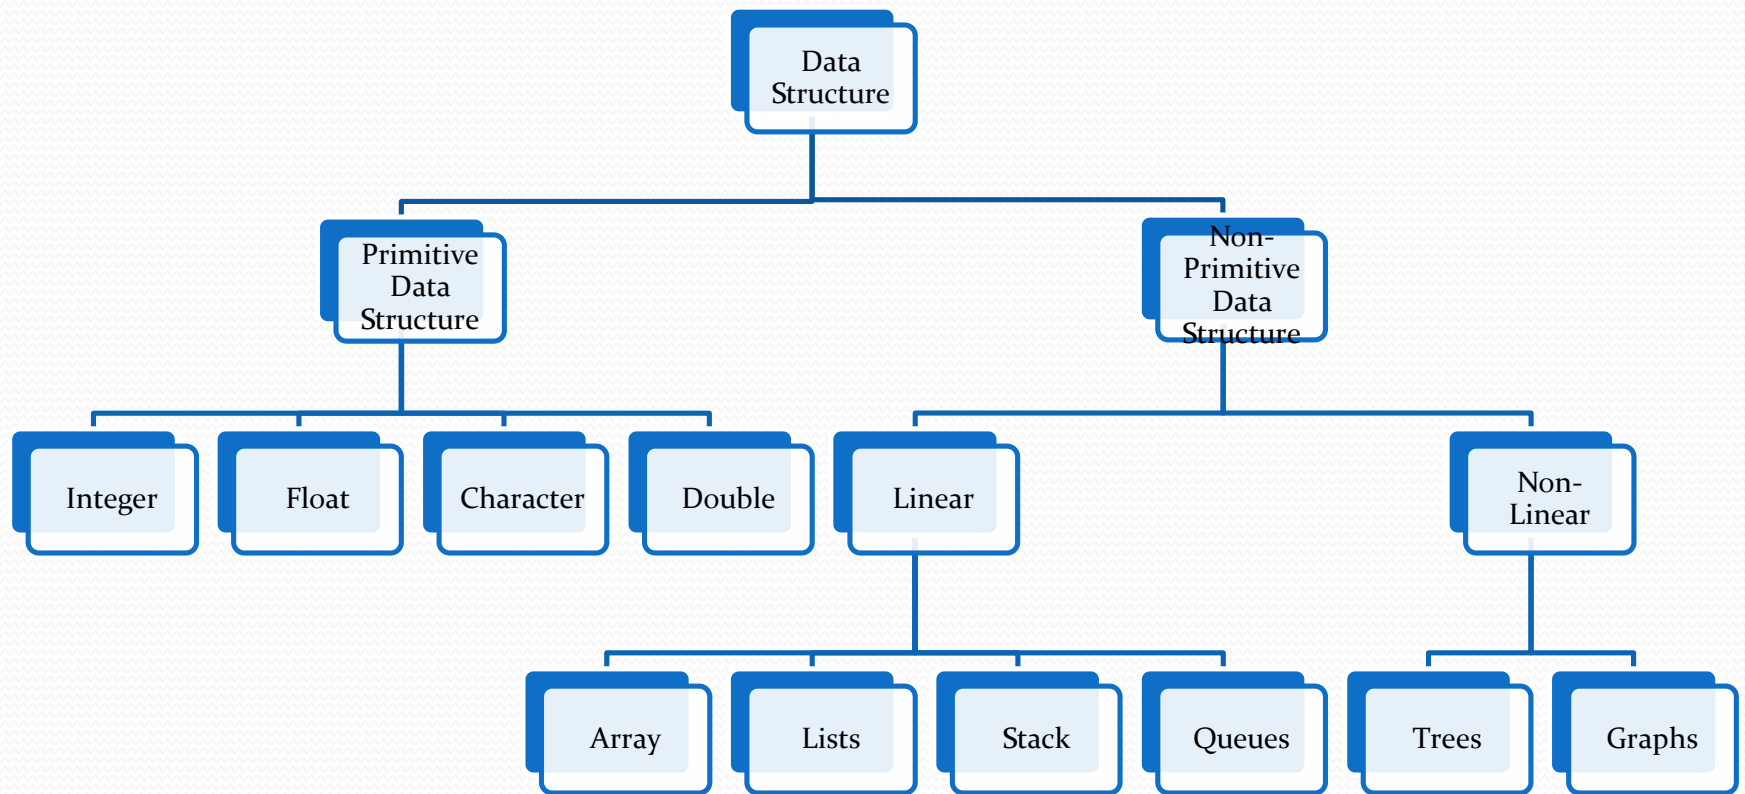 Data
Structure
Primitive
Data
Structure
Non-
Primitive
Data
Structure
Integer
Float
Character
Double
Linear
Non-
Linear
Array
Lists
Stack
Queues
Trees
Graphs